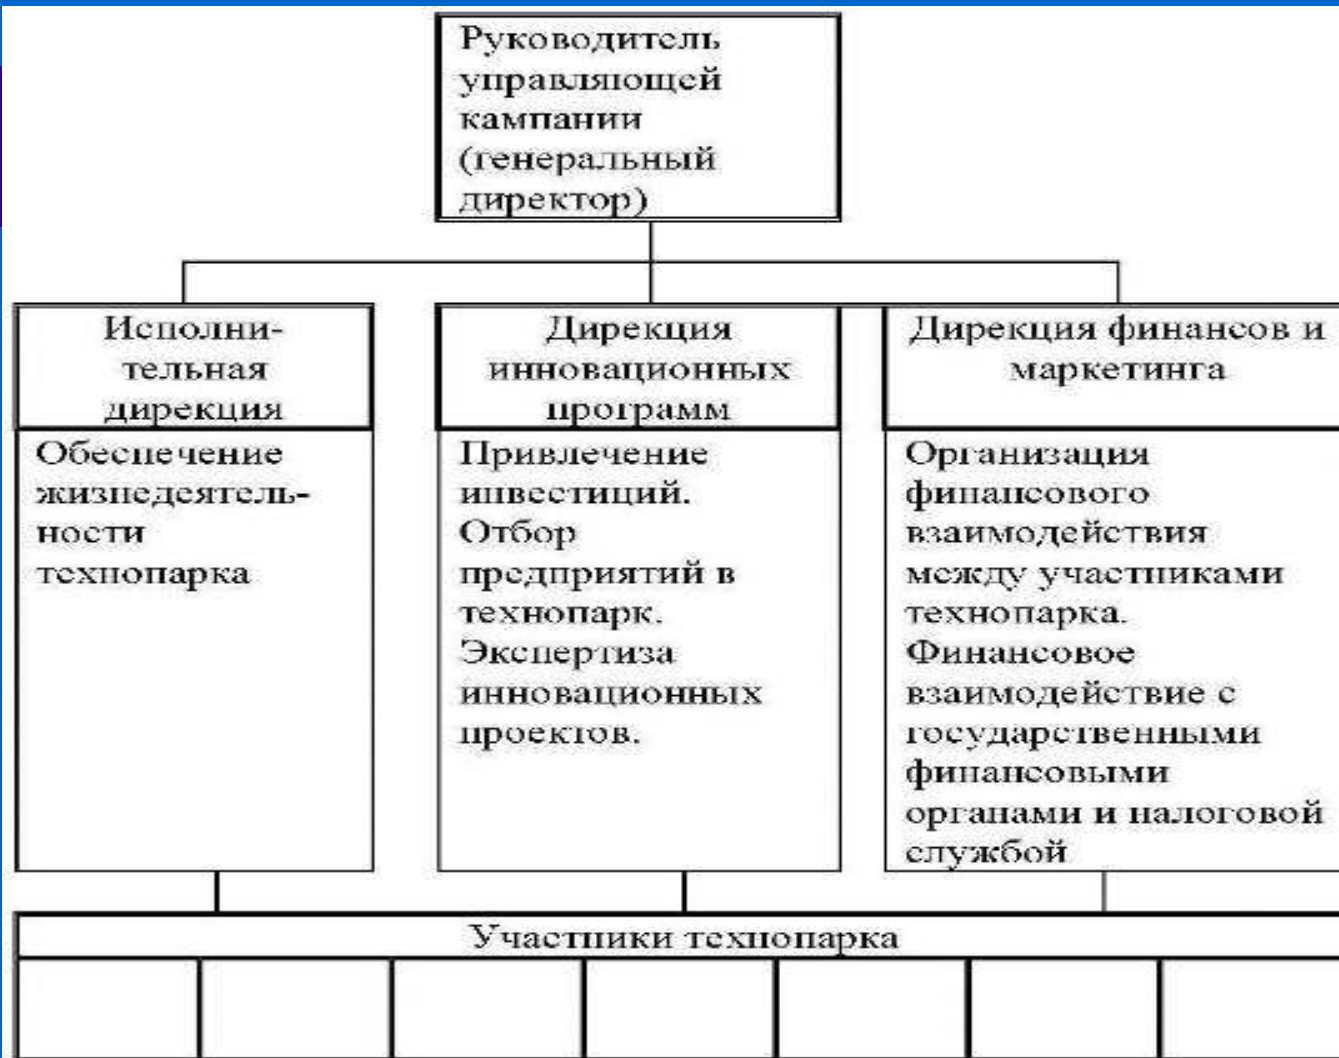 Руководитель
управляющей
кампании
(генеральный
директор)
Исполни-
тельная
дирекция
Обеспечение
жизнедеятель-
ности
технопарка
Дирекция
инновационных
программ
Привлечение
инвестиций.
Отбор
предприятий в
технопарк.
Экспертиза
инновационных
проектов.
Дирекция финансов и
маркетинга
Организация
финансового
взаимодействия
между участниками
технопарка.
Финансовое
взаимодействие с
государственными
финансовыми
органами и налоговой
службой
Участники технопарка